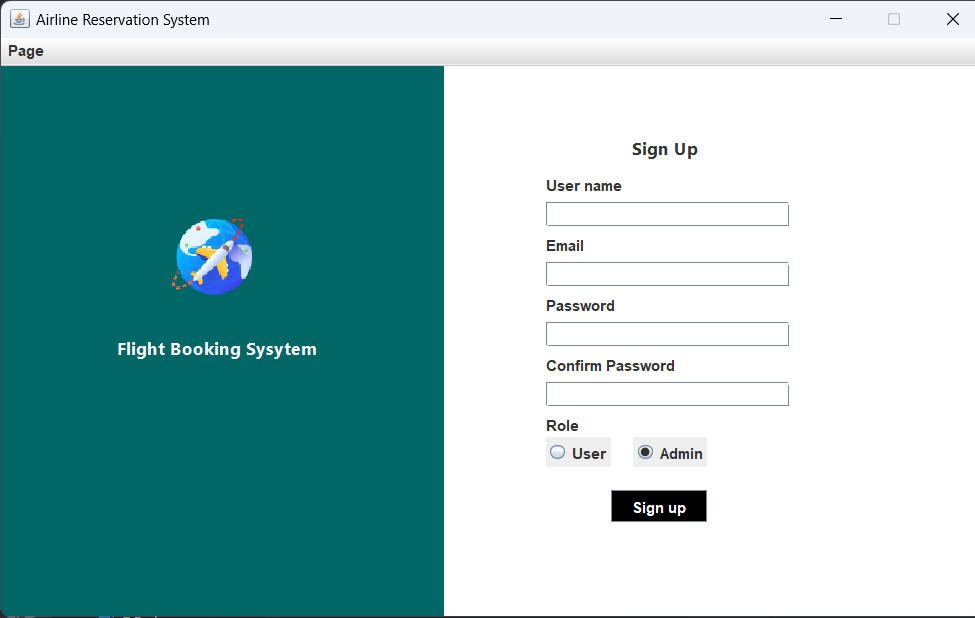 Airline Reservation System
Page
Flight Booking Sysytem
Sign Up
User name
Email
Password
Confirm Password
Role
User Admin
Sign up